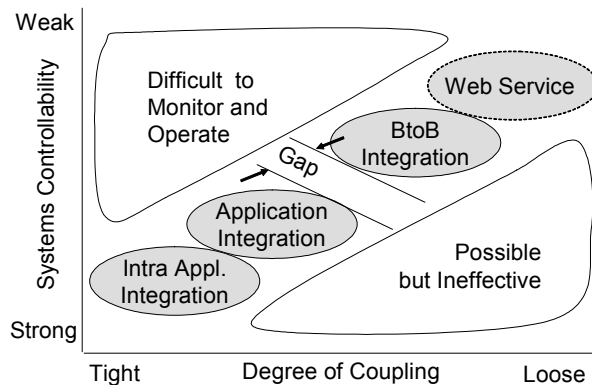 Weak
Systems Controllability
Strong
Difficult to
Monitor and
Operate
Web Service
BtoB
Integration
Gap
Application
Integration
Intra Appl.
Integration
Possible
but Ineffective
Tight
Degree of Coupling
Loose